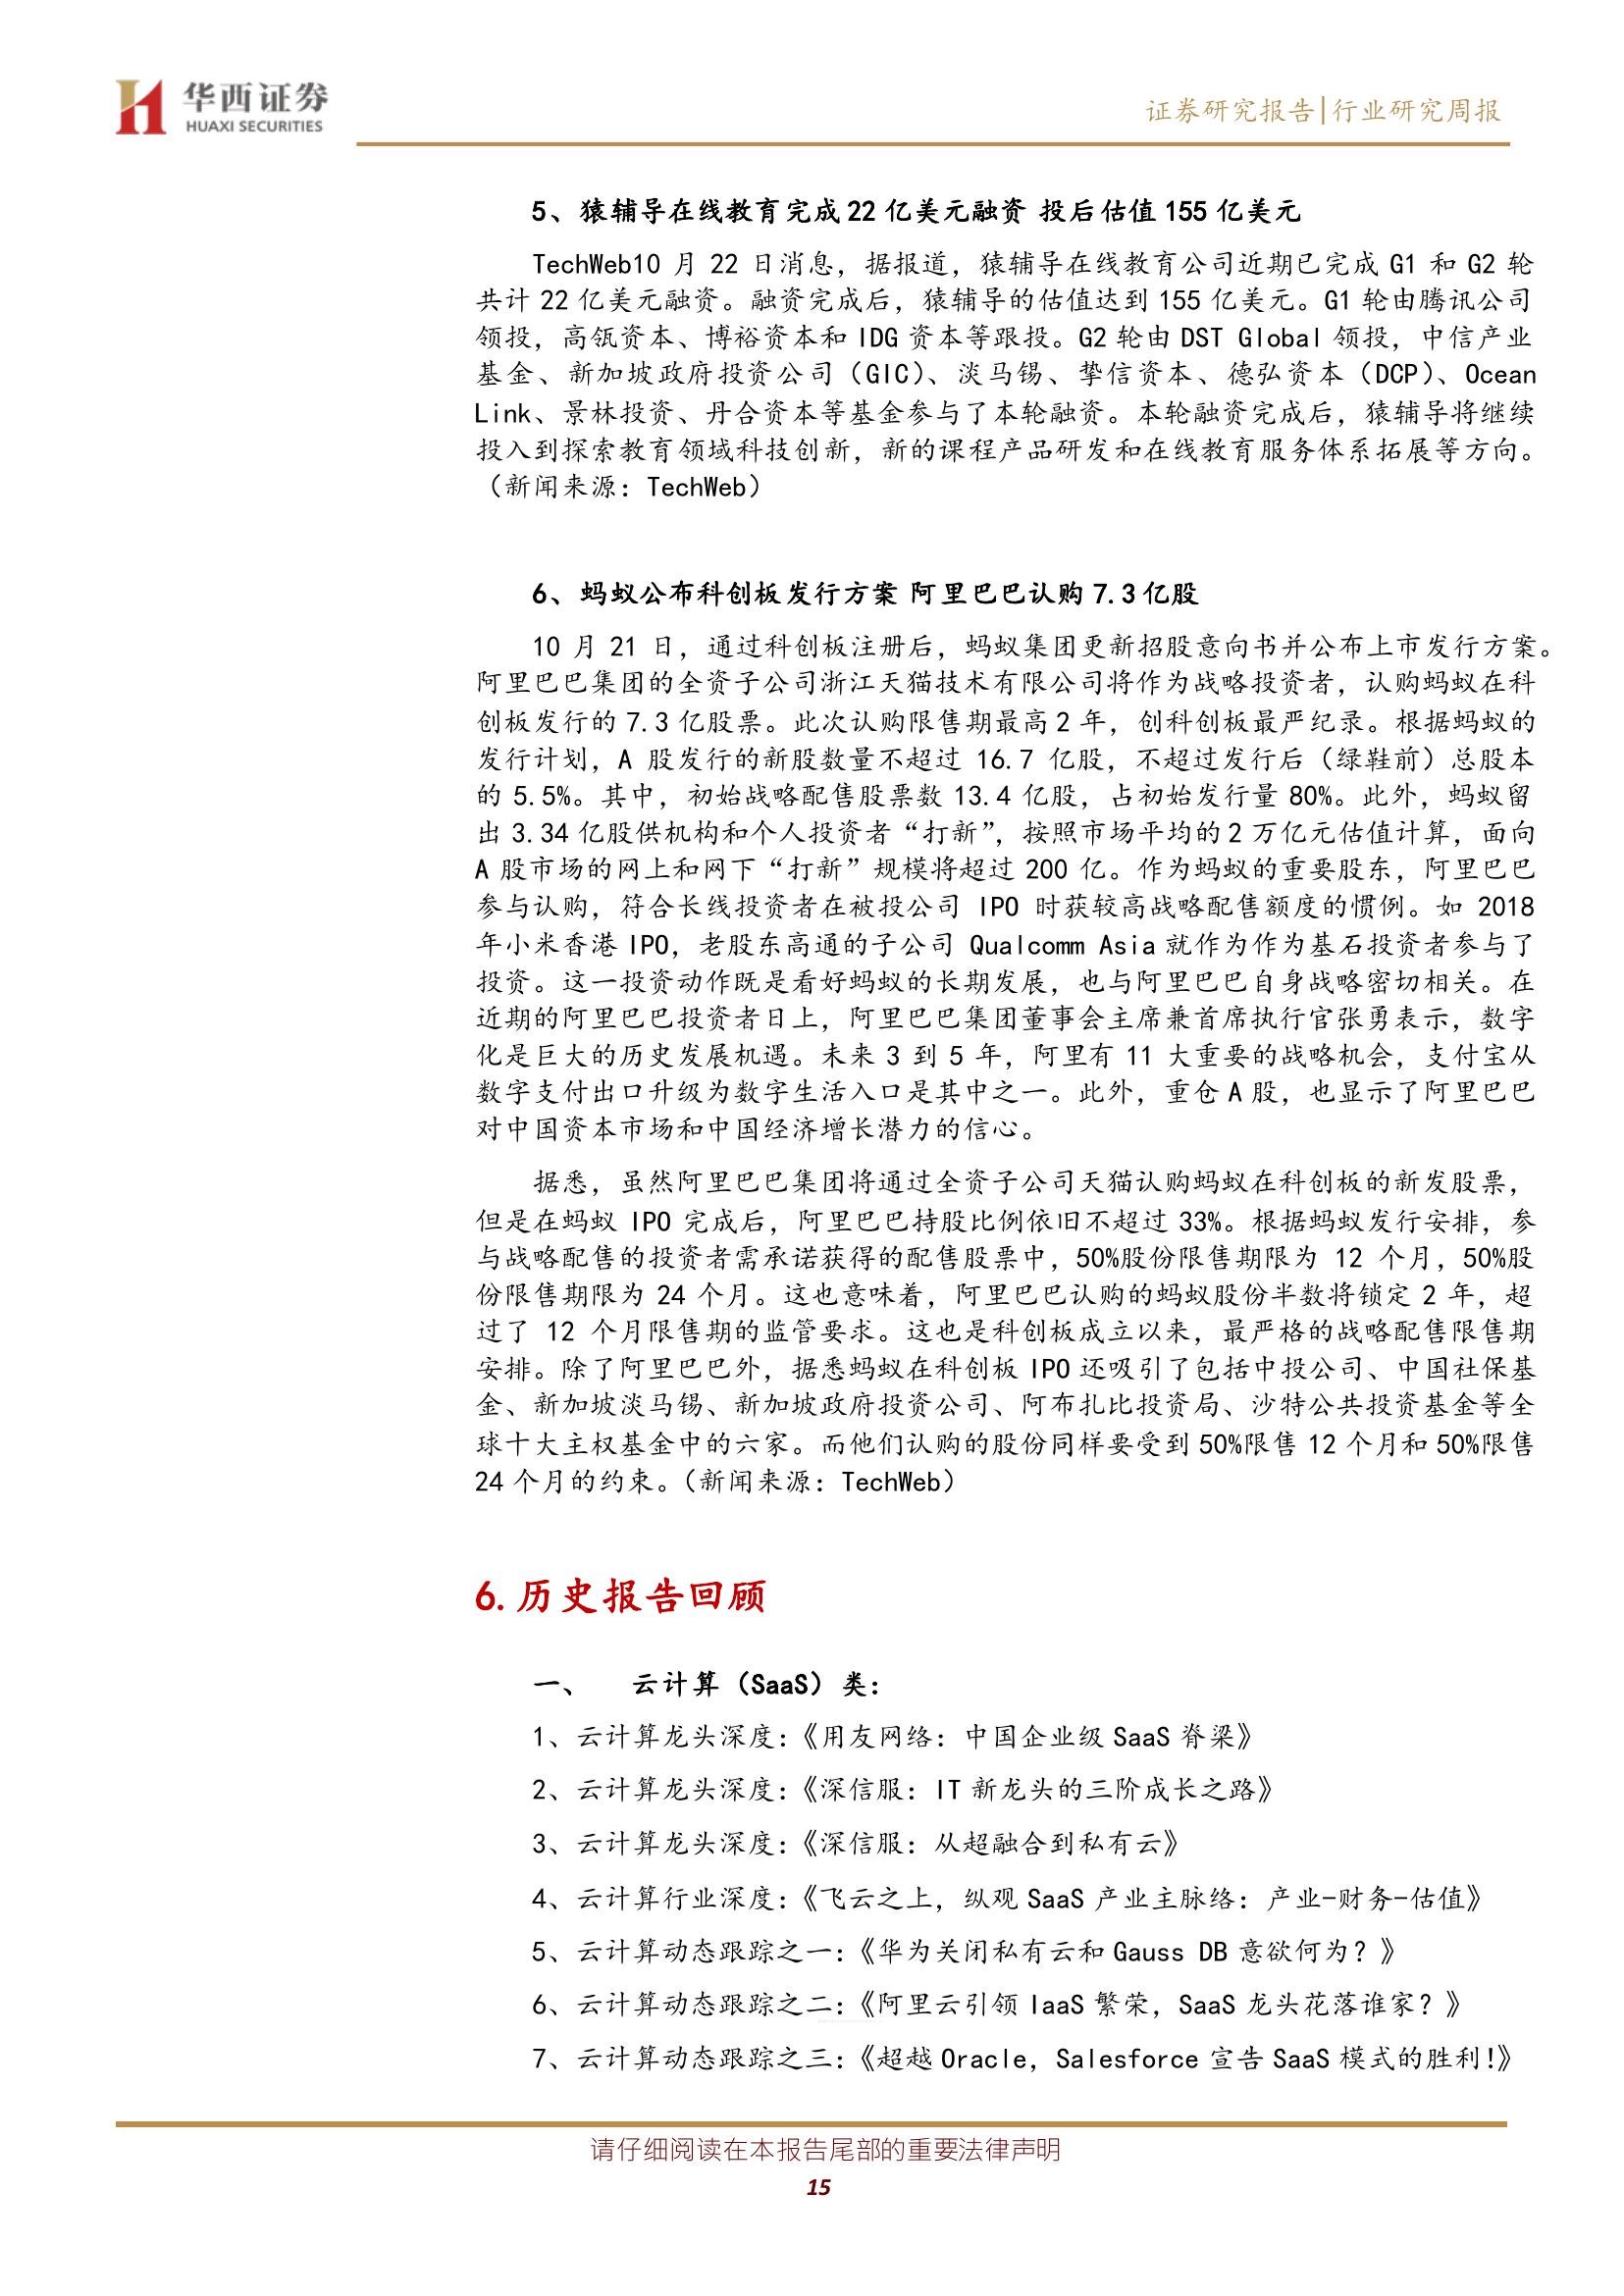 华西证券
HUAXI SECURITIES
证券研究报告|行业研究周报
5、猿辅导在线教育完成 22 亿美元融资 投后估值 155 亿美元
TechWeb10 月 22 日消息，据报道，猿辅导在线教育公司近期已完成 G1 和 G2 轮
共计 22 亿美元融资。融资完成后，猿辅导的估值达到 155 亿美元。G1 轮由腾讯公司
领投，高瓴资本、博裕资本和 IDG 资本等跟投。G2 轮由 DST Global 领投，中信产业
基金、新加坡政府投资公司（GIC）、淡马锡、挚信资本、德弘资本（DCP）、Ocean
Link、景林投资、丹合资本等基金参与了本轮融资。本轮融资完成后，猿辅导将继续
投入到探索教育领域科技创新，新的课程产品研发和在线教育服务体系拓展等方向。
（新闻来源：TechWeb）
6、蚂蚁公布科创板发行方案 阿里巴巴认购 7.3 亿股
10 月 21 日，通过科创板注册后，蚂蚁集团更新招股意向书并公布上市发行方案。
阿里巴巴集团的全资子公司浙江天猫技术有限公司将作为战略投资者，认购蚂蚁在科
创板发行的 7.3 亿股票。此次认购限售期最高 2 年，创科创板最严纪录。根据蚂蚁的
发行计划，A 股发行的新股数量不超过 16.7 亿股，不超过发行后（绿鞋前）总股本
的 5.5%。其中，初始战略配售股票数 13.4 亿股，占初始发行量 80%。此外，蚂蚁留
出 3.34 亿股供机构和个人投资者“打新”，按照市场平均的 2 万亿元估值计算，面向
A 股市场的网上和网下“打新”规模将超过 200 亿。作为蚂蚁的重要股东，阿里巴巴
参与认购，符合长线投资者在被投公司 IPO 时获较高战略配售额度的惯例。如 2018
年小米香港 IPO，老股东高通的子公司 Qualcomm Asia 就作为作为基石投资者参与了
投资。这一投资动作既是看好蚂蚁的长期发展，也与阿里巴巴自身战略密切相关。在
近期的阿里巴巴投资者日上，阿里巴巴集团董事会主席兼首席执行官张勇表示，数字
化是巨大的历史发展机遇。未来 3 到 5 年，阿里有 11 大重要的战略机会，支付宝从
数字支付出口升级为数字生活入口是其中之一。此外，重仓 A 股，也显示了阿里巴巴
对中国资本市场和中国经济增长潜力的信心。
据悉，虽然阿里巴巴集团将通过全资子公司天猫认购蚂蚁在科创板的新发股票，
但是在蚂蚁 IPO 完成后，阿里巴巴持股比例依旧不超过 33%。根据蚂蚁发行安排，参
与战略配售的投资者需承诺获得的配售股票中，50%股份限售期限为 12 个月，50%股
份限售期限为 24 个月。这也意味着，阿里巴巴认购的蚂蚁股份半数将锁定 2 年，超
过了 12 个月限售期的监管要求。这也是科创板成立以来，最严格的战略配售限售期
安排。除了阿里巴巴外，据悉蚂蚁在科创板 IPO 还吸引了包括中投公司、中国社保基
金、新加坡淡马锡、新加坡政府投资公司、阿布扎比投资局、沙特公共投资基金等全
球十大主权基金中的六家。而他们认购的股份同样要受到 50%限售 12 个月和 50%限售
24 个月的约束。（新闻来源：TechWeb）
6.历史报告回顾
一、 云计算（SaaS）类：
1、云计算龙头深度：《用友网络：中国企业级 SaaS 脊梁》
2、云计算龙头深度：《深信服：IT 新龙头的三阶成长之路》
3、云计算龙头深度：《深信服：从超融合到私有云》
4、云计算行业深度：《飞云之上，纵观 SaaS 产业主脉络：产业-财务-估值》
5、云计算动态跟踪之一：《华为关闭私有云和 Gauss DB 意欲何为？》
6、云计算动态跟踪之二：《阿里云引领 IaaS 繁荣，SaaS 龙头花落谁家？》
7、云计算动态跟踪之三：《超越 Oracle，Salesforce 宣告 SaaS 模式的胜利！》
请仔细阅读在本报告尾部的重要法律声明
15